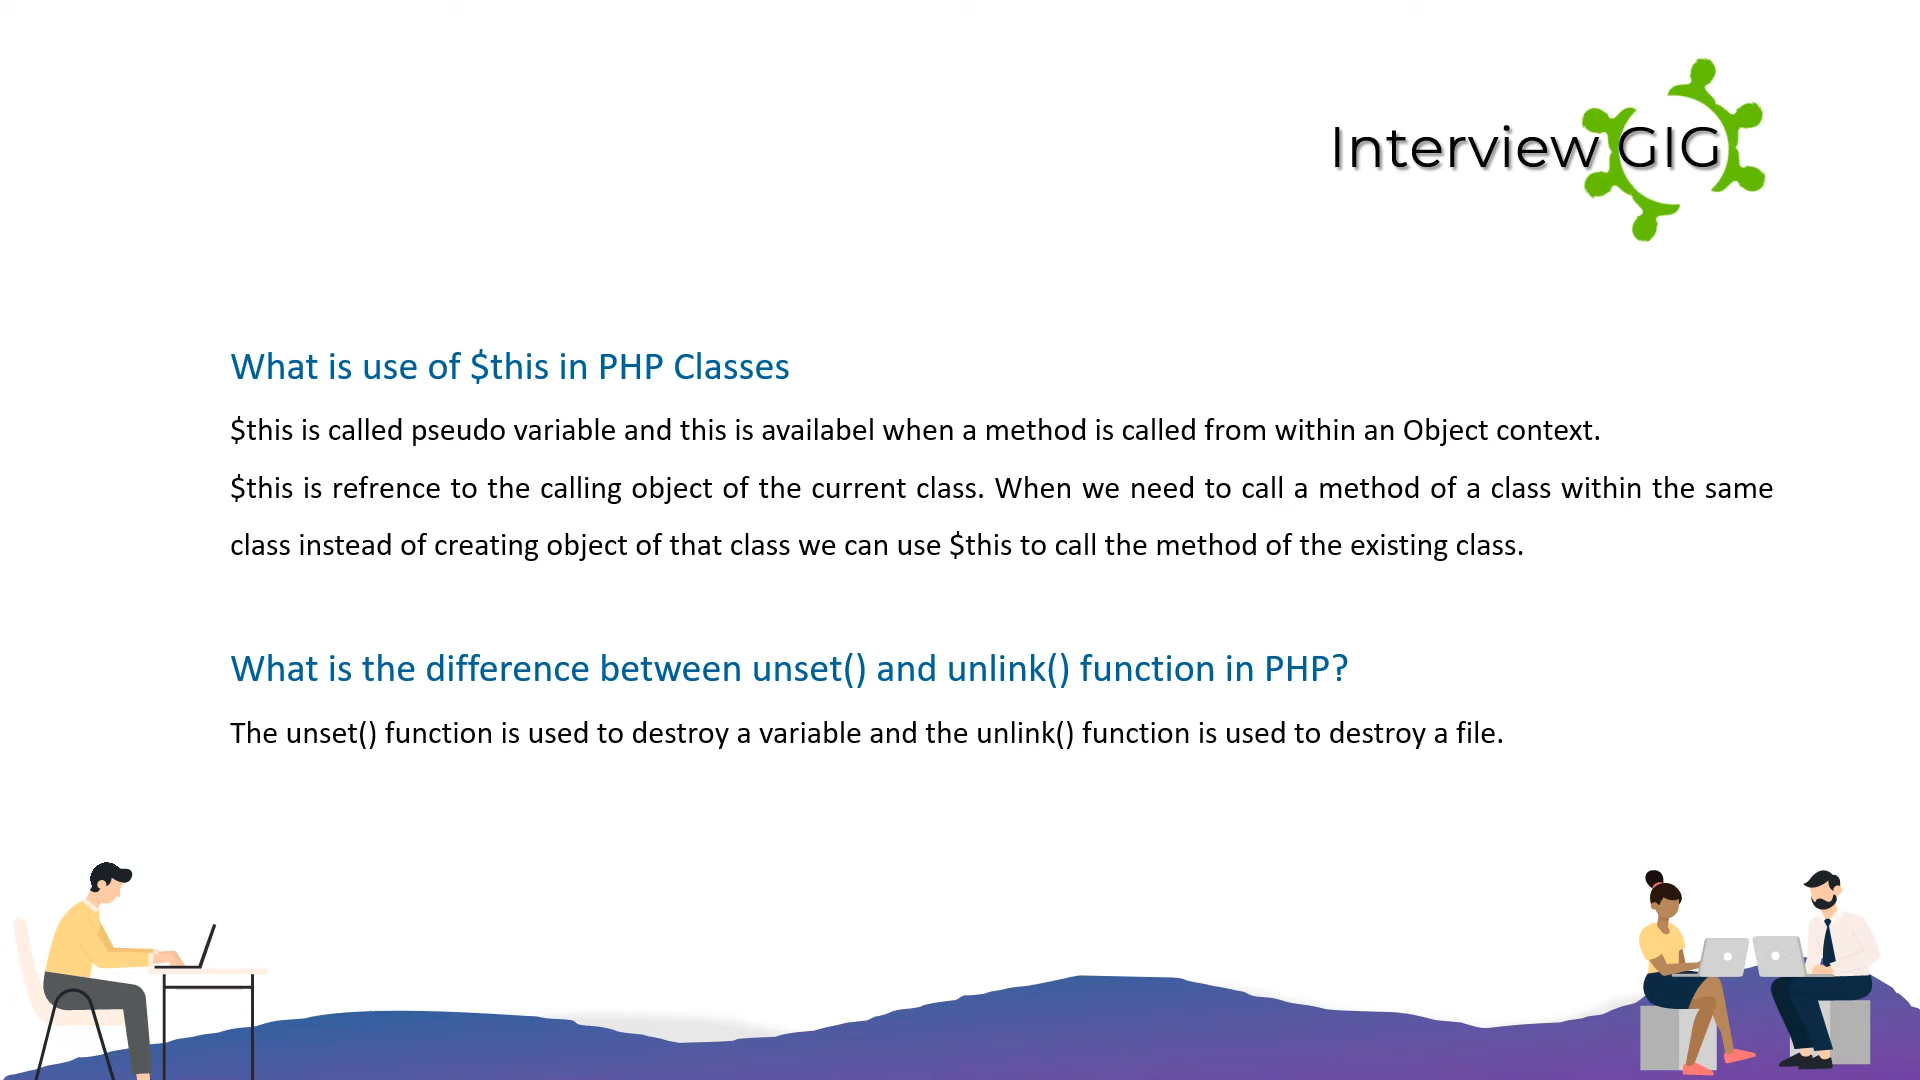 Interview GIG
What is use of $this in PHP Classes
$this is called pseudo variable and this is availabel when a method is called from within an Object context.
$this is refrence to the calling object of the current class. When we need to call a method of a class within the same
class instead of creating object of that class we can use $this to call the method of the existing class.
What is the difference between unset() and unlink() function in PHP?
The unset() function is used to destroy a variable and the unlink() function is used to destroy a file.